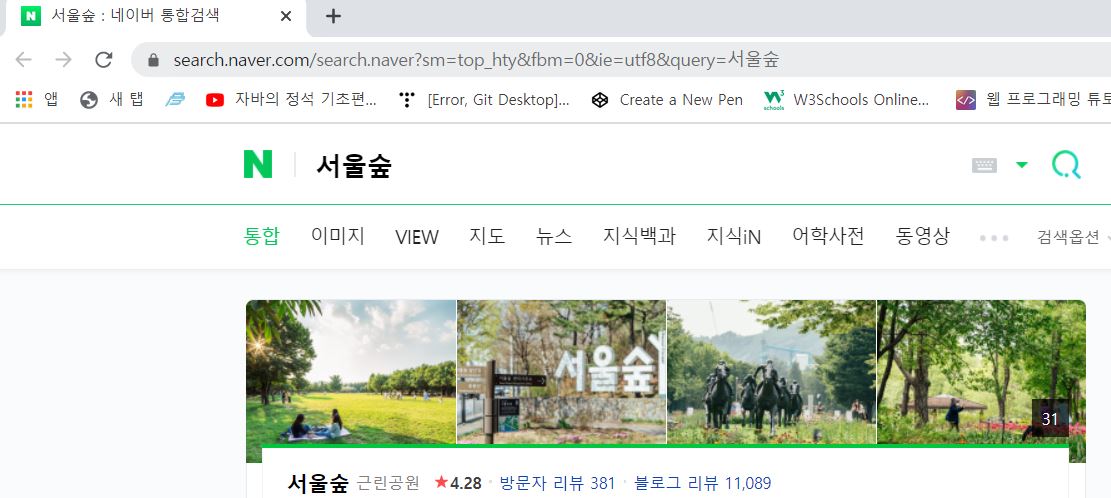 서울숲 : 네이버 통합검색
search.naver.com/search.naver?sm=top_hty&fbm=0&ie=utf8&query=서울숲
앱 새 탭 자바의 정석 기초편... [Error, Git Desktop]... Create a New Pen W3Schools Online... 웹 프로그래밍 튜토
N 서울숲
통합 이미지 VIEW 지도 뉴스 지식백과 지식iN 어학사전 동영상 검색옵션
서울숲
31
서울숲 근린공원 ★4.28 · 방문자 리뷰 381 · 블로그 리뷰 11,089